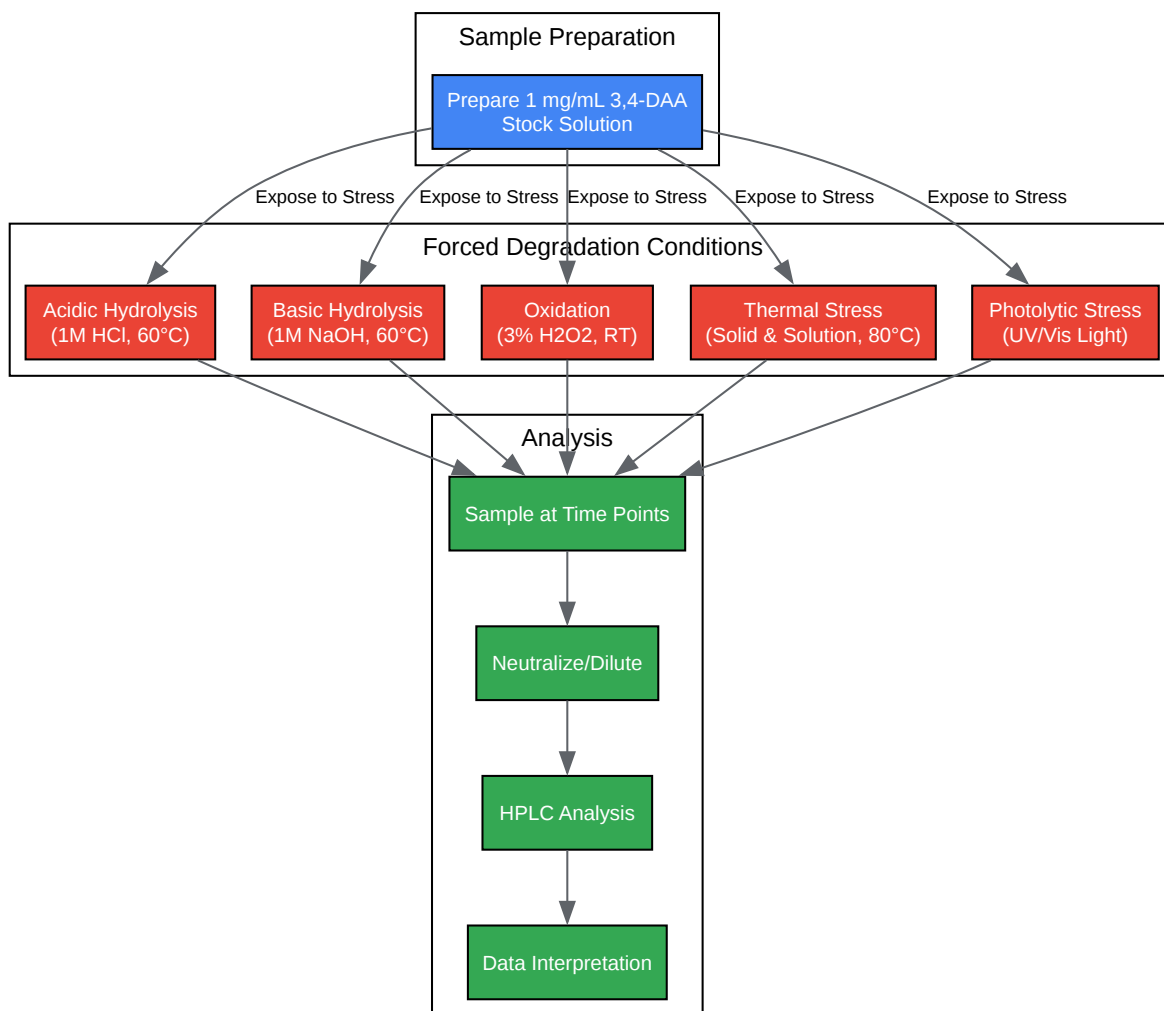 Sample Preparation
Prepare 1 mg/mL 3,4-DAA
Stock Solution
Expose to Stress
Expose to Stress
Expose to Stress
Expose to Stress
Expose to Stress
Forced Degradation Conditions
Acidic Hydrolysis
(1M HCl, 60°C)
Basic Hydrolysis
(1M NaOH, 60°C)
Oxidation
(3% H2O2, RT)
Thermal Stress
(Solid & Solution, 80°C)
Photolytic Stress
(UV/Vis Light)
Analysis
Sample at Time Points
Neutralize/Dilute
HPLC Analysis
Data Interpretation